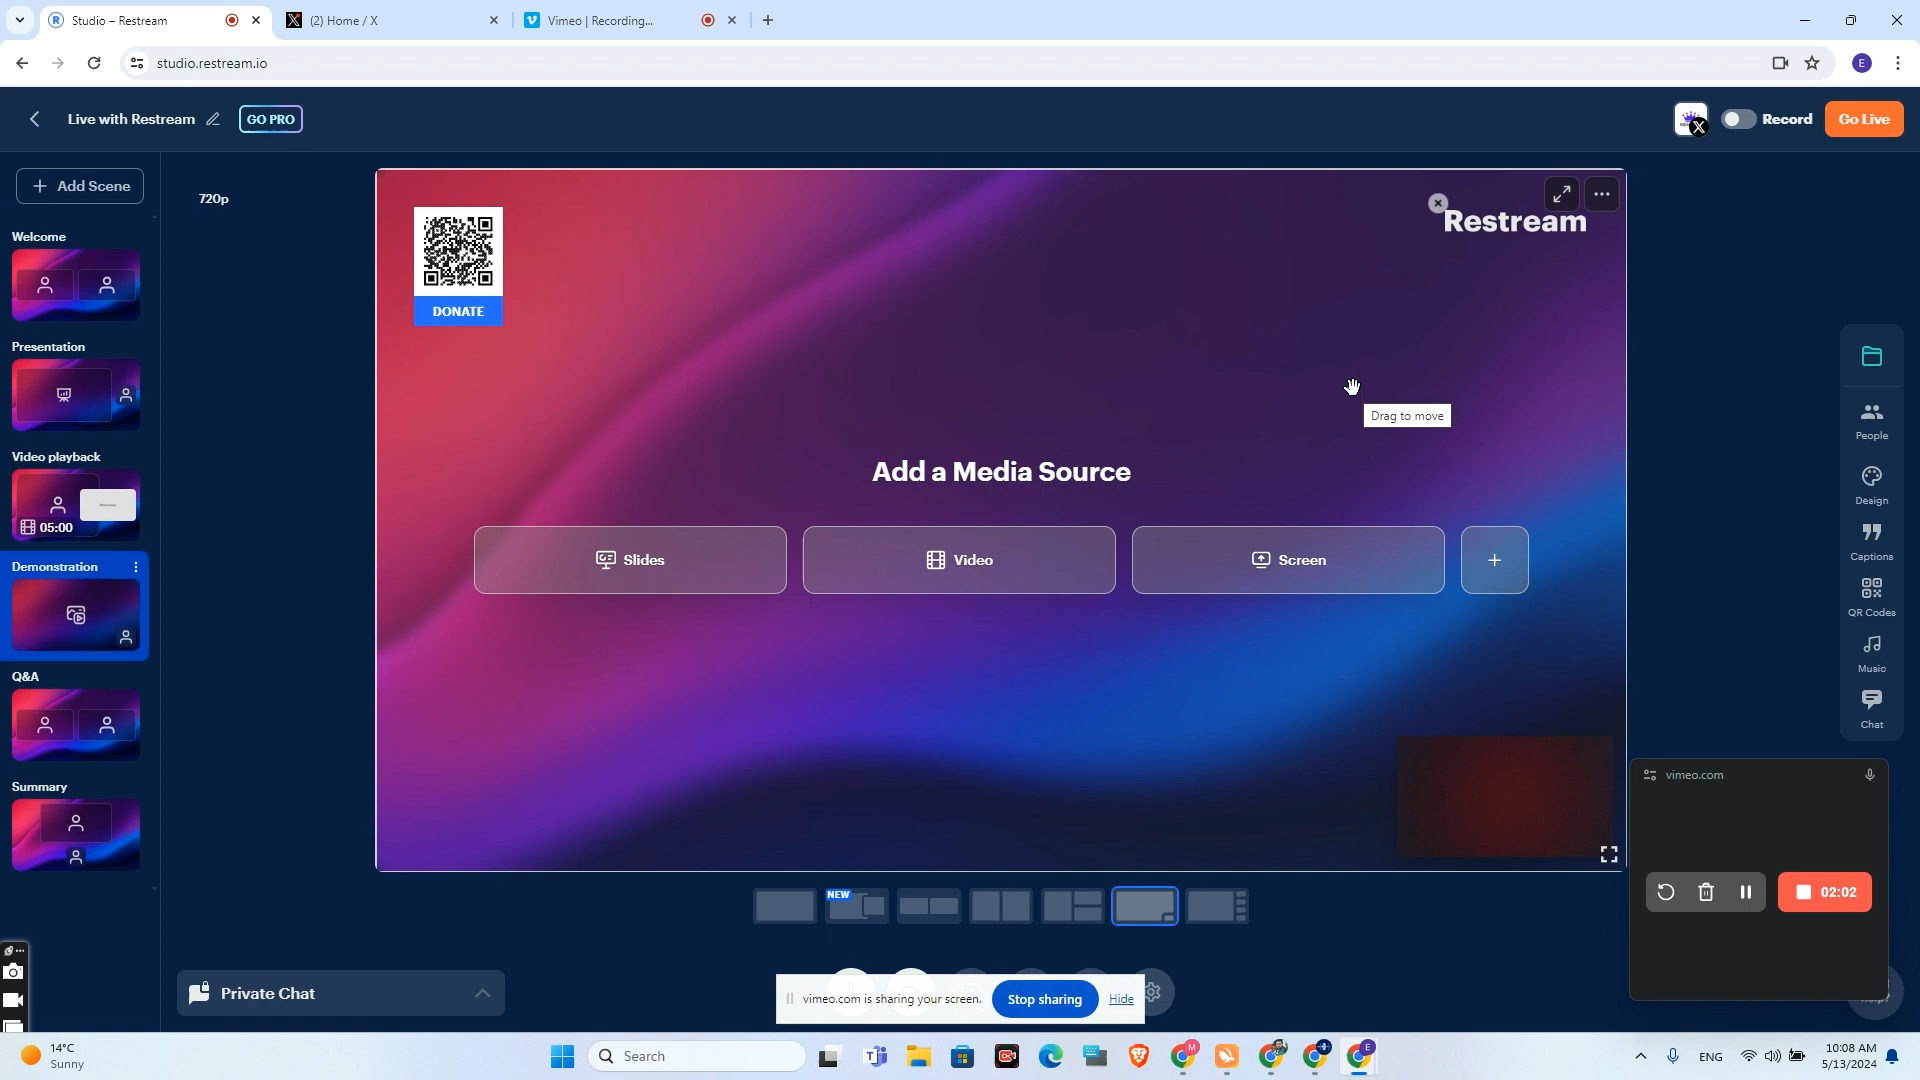 Studio – Restream
(2) Home / X
Vimeo | Recording...
studio.restream.io
E
Live with Restream
GO PRO
Record
Go Live
Add Scene
720p
Welcome
Presentation
Video playback
05:00
Demonstration
Q&A
Summary
DONATE
Restream
Drag to move
Add a Media Source
Slides
Video
Screen
People
Design
Captions
QR Codes
Music
Chat
NEW
vimeo.com
02:02
Private Chat
vimeo.com is sharing your screen.
Stop sharing
Hide
14°C
Sunny
Search
M
E
ENG
10:08 AM
5/13/2024